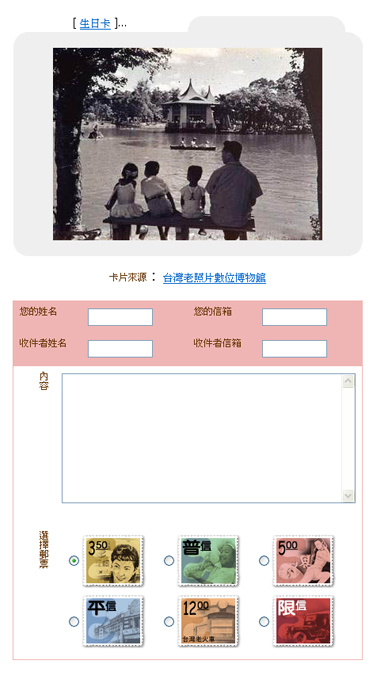 [ 生日卡 ]...
卡片來源 ： 台灣老照片數位博物館
您的姓名
您的信箱
收件者姓名
收件者信箱
內容
選擇郵票
3.50
普信
5.00
平信
12.00
台灣老火車
限信